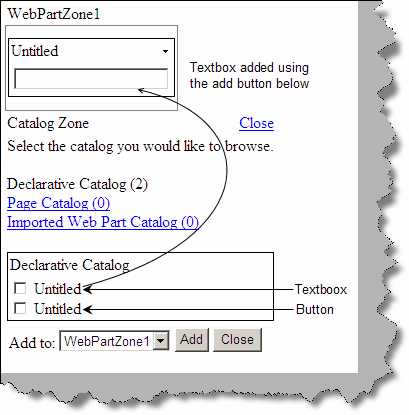 WebPartZone1
Untitled
Textbox added using
the add button below
Catalog Zone Close
Select the catalog you would like to browse.
Declarative Catalog (2)
Page Catalog (0)
Imported Web Part Catalog (0)
Declarative Catalog
Untitled Textboox
Untitled Button
Add to: WebPartZone1 Add Close